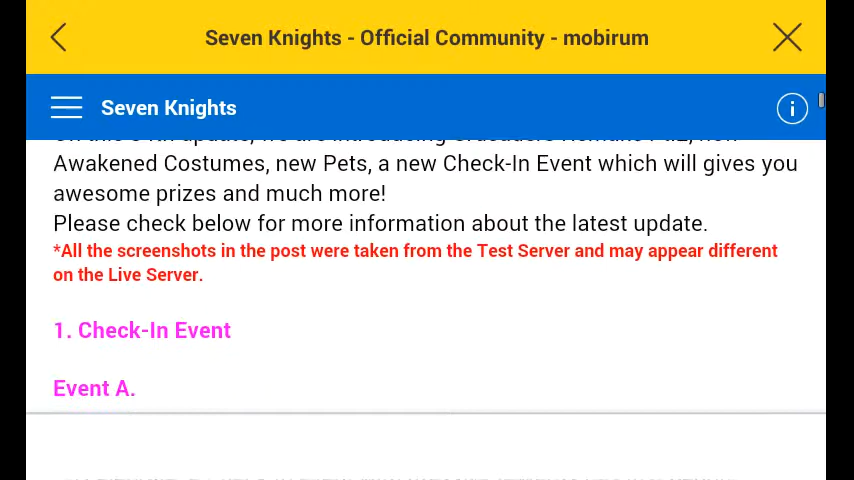 Seven Knights - Official Community - mobirum
Seven Knights
Awakened Costumes, new Pets, a new Check-In Event which will gives you
awesome prizes and much more!
Please check below for more information about the latest update.
*All the screenshots in the post were taken from the Test Server and may appear different
on the Live Server.
1. Check-In Event
Event A.